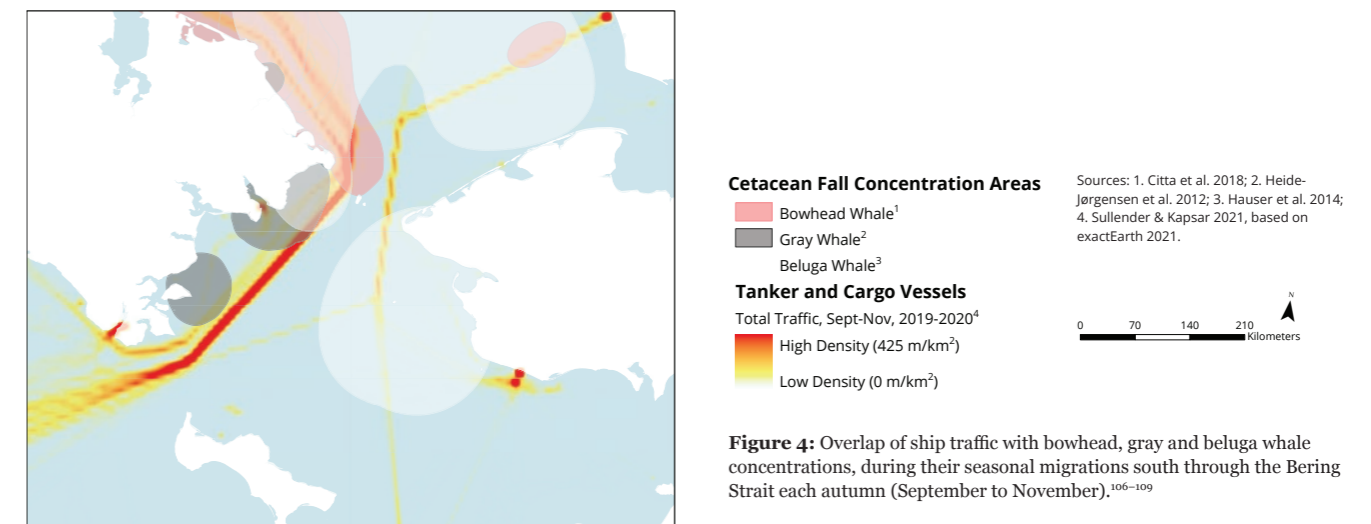 Cetacean Fall Concentration Areas
Bowhead Whale¹
Gray Whale²
Beluga Whale³
Tanker and Cargo Vessels
Total Traffic, Sept-Nov, 2019-2020⁴
High Density (425 m/km²)
Low Density (0 m/km²)
Sources: 1. Citta et al. 2018; 2. Heide-
Jørgensen et al. 2012; 3. Hauser et al. 2014;
4. Sullender & Kapsar 2021, based on
exactEarth 2021.
N
0 70 140 210
Kilometers
Figure 4: Overlap of ship traffic with bowhead, gray and beluga whale
concentrations, during their seasonal migrations south through the Bering
Strait each autumn (September to November).¹⁰⁶⁻¹⁰⁹